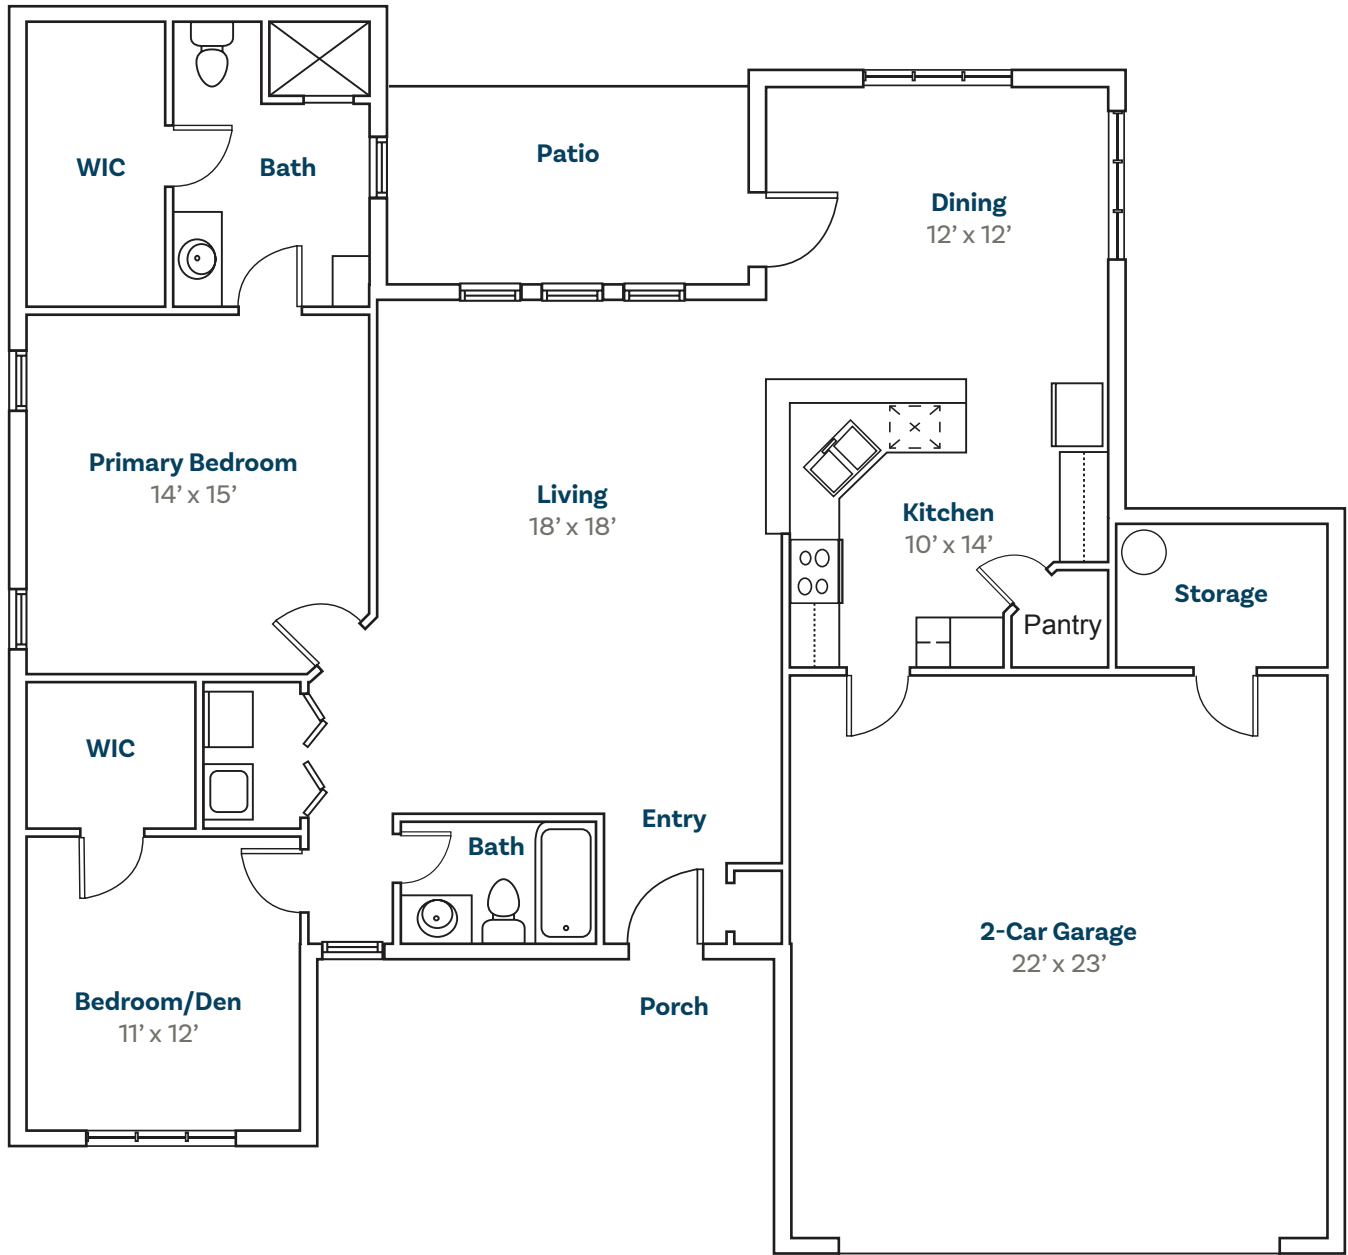 WIC
Bath
Patio
Dining
12’ x 12’
Primary Bedroom
14’ x 15’
Living
18’ x 18’
Kitchen
10’ x 14’
Storage
Pantry
WIC
Entry
Bath
2-Car Garage
22’ x 23’
Bedroom/Den
11’ x 12’
Porch